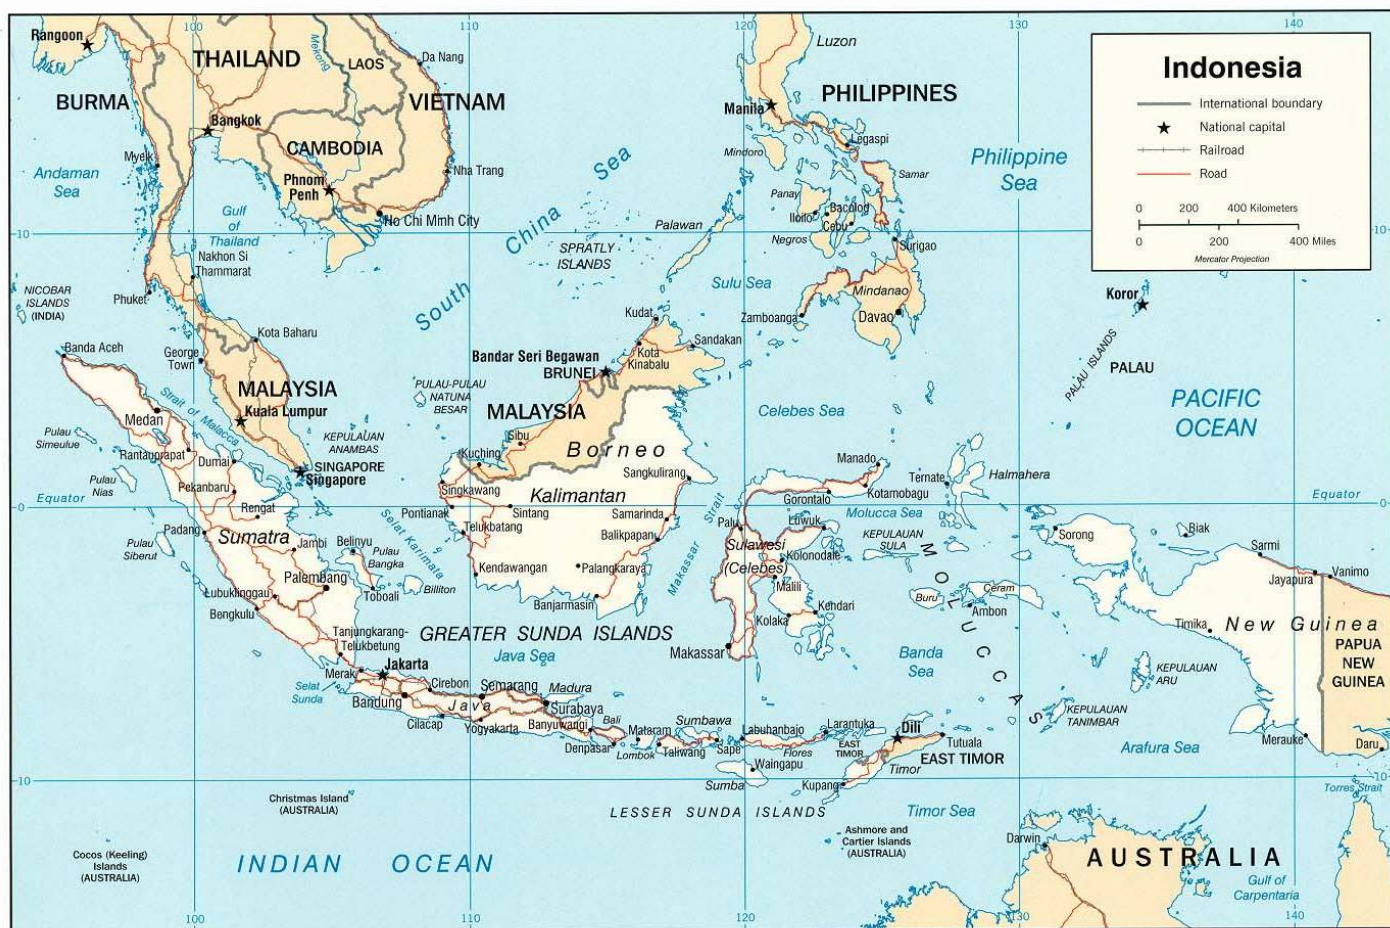 100
110
120
130
140
Rangoon
THAILAND
LAOS
Mekong
Da Nang
Luzon
BURMA
VIETNAM
Bangkok
CAMBODIA
Manila
PHILIPPINES
Legaspi
Mindoro
Philippine
Sea
Indonesia
International boundary
National capital
Railroad
Road
0 200 400 Kilometers
0 200 400 Miles
Mercator Projection
Andaman
Sea
Myeik
Phnom
Penh
Nha Trang
Ho Chi Minh City
Gulf
of
Thailand
South China Sea
Samar
Panay
Iloilo
Bacolod
Cebu
Negros
Palawan
Surigao
10
10
SPRATLY
ISLANDS
Nakhon Si
Thammarat
Phuket
NICOBAR
ISLANDS
(INDIA)
Sulu Sea
Mindanao
Zamboanga
Davao
Koror
PALAU ISLANDS
PALAU
Kudat
Sandakan
Kota
Kinabalu
Bandar Seri Begawan
BRUNEI
Banda Aceh
George
Town
Kota Baharu
MALAYSIA
Kuala Lumpur
Strait of Malacca
PULAU-PULAU
NATUNA
BESAR
MALAYSIA
Celebes Sea
PACIFIC
OCEAN
Medan
Pulau
Simeulue
Rantauprapat
Dumai
KEPULAUAN
ANAMBAS
SINGAPORE
Singapore
Sibu
Kuching
Borneo
Sangkulirang
Manado
Ternate
Halmahera
Pulau
Nias
Pekanbaru
Singkawang
Kalimantan
Gorontalo
Kotamobagu
Equator
Equator
0
0
Rengat
Pontianak
Sintang
Samarinda
Molucca Sea
Padang
Sumatra
Selat Karimata
Telukbatang
Balikpapan
Makassar Strait
Palu
Luwuk
KEPULAUAN
SULA
Sorong
Biak
Sarmi
Pulau
Siberut
Jambi
Belinyu
Pulau
Bangka
Sulawesi
(Celebes)
Kolonodale
MOLUCCAS
Jayapura
Vanimo
Palembang
Kendawangan
Palangkaraya
Malili
Lubuklinggau
Toboali
Billiton
Banjarmasin
Buru
Ceram
Ambon
Bengkulu
Kolaka
Kendari
Timika
New Guinea
Tanjungkarang-
Telukbetung
GREATER SUNDA ISLANDS
Java Sea
Makassar
Banda
Sea
PAPUA
NEW
GUINEA
Merak
Jakarta
Selat
Sunda
Cirebon
Semarang
Madura
KEPULAUAN
ARU
Bandung
Java
Surabaya
KEPULAUAN
TANIMBAR
Cilacap
Yogyakarta
Banyuwangi
Bali
Denpasar
Mataram
Lombok
Sumbawa
Taliwang
Sape
Labuhanbajo
Flores
Larantuka
EAST
TIMOR
Dili
Tutuala
EAST TIMOR
Timor
Arafura Sea
Merauke
Daru
Waingapu
Sumba
Kupang
10
10
Torres Strait
Christmas Island
(AUSTRALIA)
LESSER SUNDA ISLANDS
Timor Sea
Ashmore and
Cartier Islands
(AUSTRALIA)
Darwin
AUSTRALIA
Cocos (Keeling)
Islands
(AUSTRALIA)
INDIAN OCEAN
Gulf of
Carpentaria
100
110
120
130
140